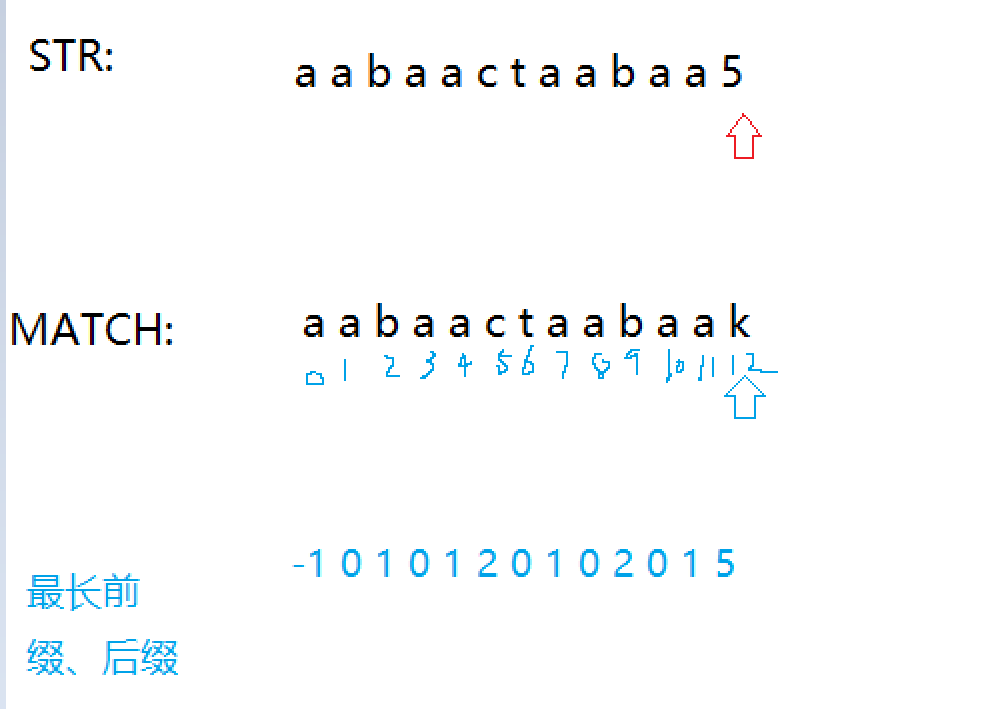 STR:
a a b a a c t a a b a a 5
MATCH:
a a b a a c t a a b a a k
0 1 2 3 4 5 6 7 8 9 10 11 12
-1 0 1 0 1 2 0 1 0 2 0 1 5
最长前
缀、后缀